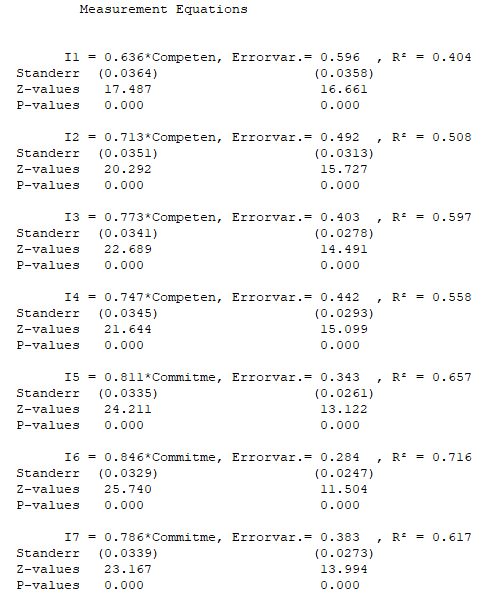 Measurement Equations
I1 = 0.636*Competen, Errorvar.= 0.596 , R² = 0.404
Standerr (0.0364) (0.0358)
Z-values 17.487 16.661
P-values 0.000 0.000
I2 = 0.713*Competen, Errorvar.= 0.492 , R² = 0.508
Standerr (0.0351) (0.0313)
Z-values 20.292 15.727
P-values 0.000 0.000
I3 = 0.773*Competen, Errorvar.= 0.403 , R² = 0.597
Standerr (0.0341) (0.0278)
Z-values 22.689 14.491
P-values 0.000 0.000
I4 = 0.747*Competen, Errorvar.= 0.442 , R² = 0.558
Standerr (0.0345) (0.0293)
Z-values 21.644 15.099
P-values 0.000 0.000
I5 = 0.811*Commitme, Errorvar.= 0.343 , R² = 0.657
Standerr (0.0335) (0.0261)
Z-values 24.211 13.122
P-values 0.000 0.000
I6 = 0.846*Commitme, Errorvar.= 0.284 , R² = 0.716
Standerr (0.0329) (0.0247)
Z-values 25.740 11.504
P-values 0.000 0.000
I7 = 0.786*Commitme, Errorvar.= 0.383 , R² = 0.617
Standerr (0.0339) (0.0273)
Z-values 23.167 13.994
P-values 0.000 0.000